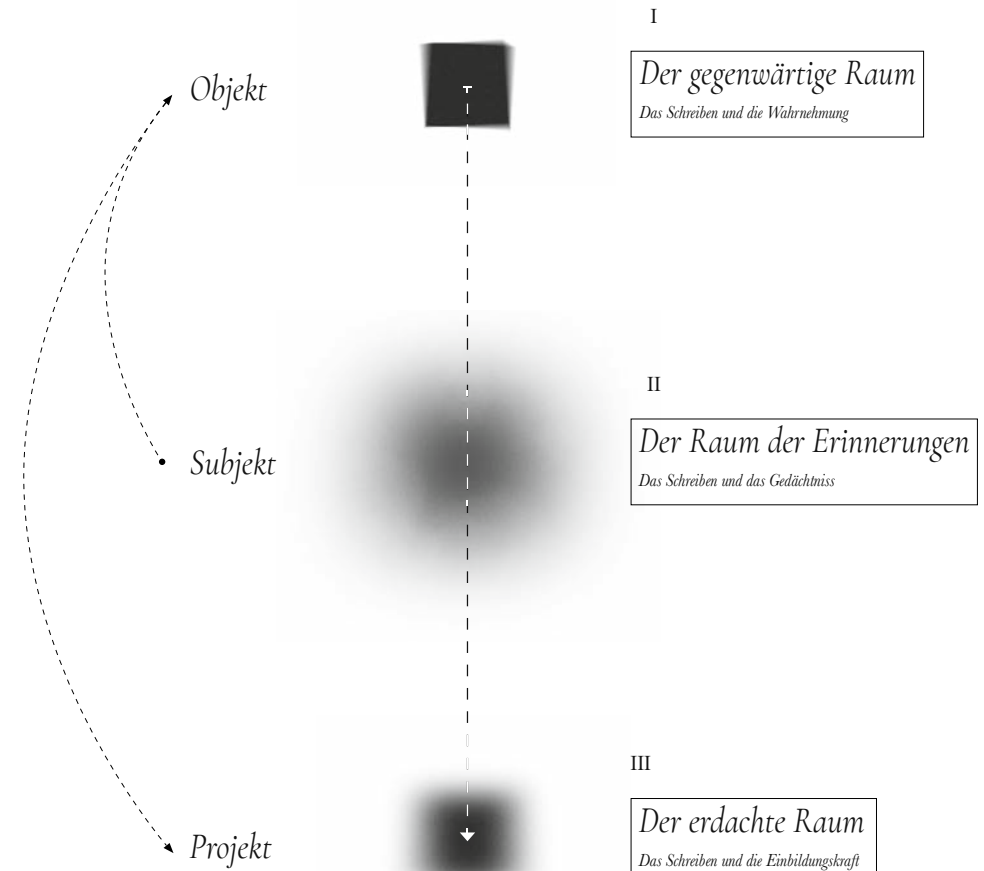 I
Objekt
Der gegenwärtige Raum
Das Schreiben und die Wahrnehmung
II
Subjekt
Der Raum der Erinnerungen
Das Schreiben und das Gedächtniss
III
Projekt
Der erdachte Raum
Das Schreiben und die Einbildungskraft